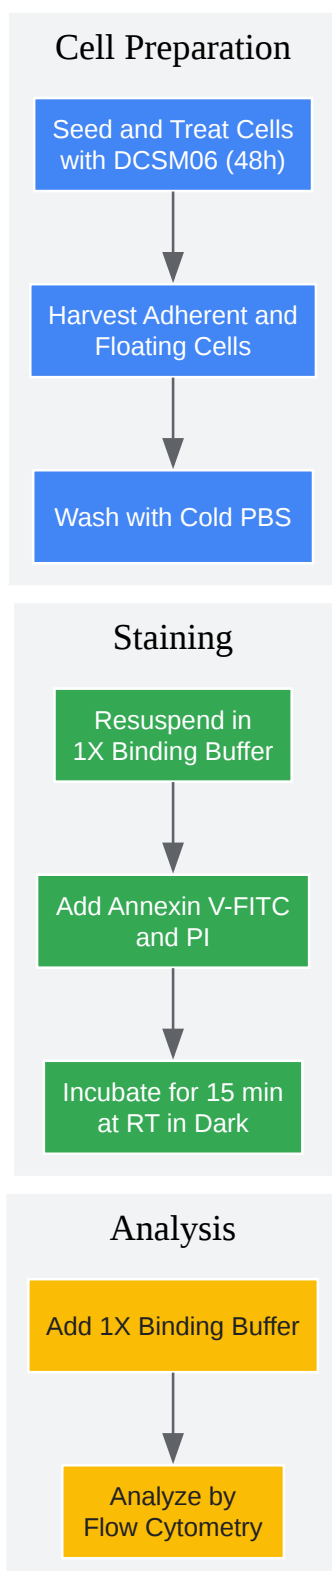 Cell Preparation
Seed and Treat Cells
with DCSM06 (48h)
Harvest Adherent and
Floating Cells
Wash with Cold PBS
Staining
Resuspend in
1X Binding Buffer
Add Annexin V-FITC
and PI
Incubate for 15 min
at RT in Dark
Analysis
Add 1X Binding Buffer
Analyze by
Flow Cytometry